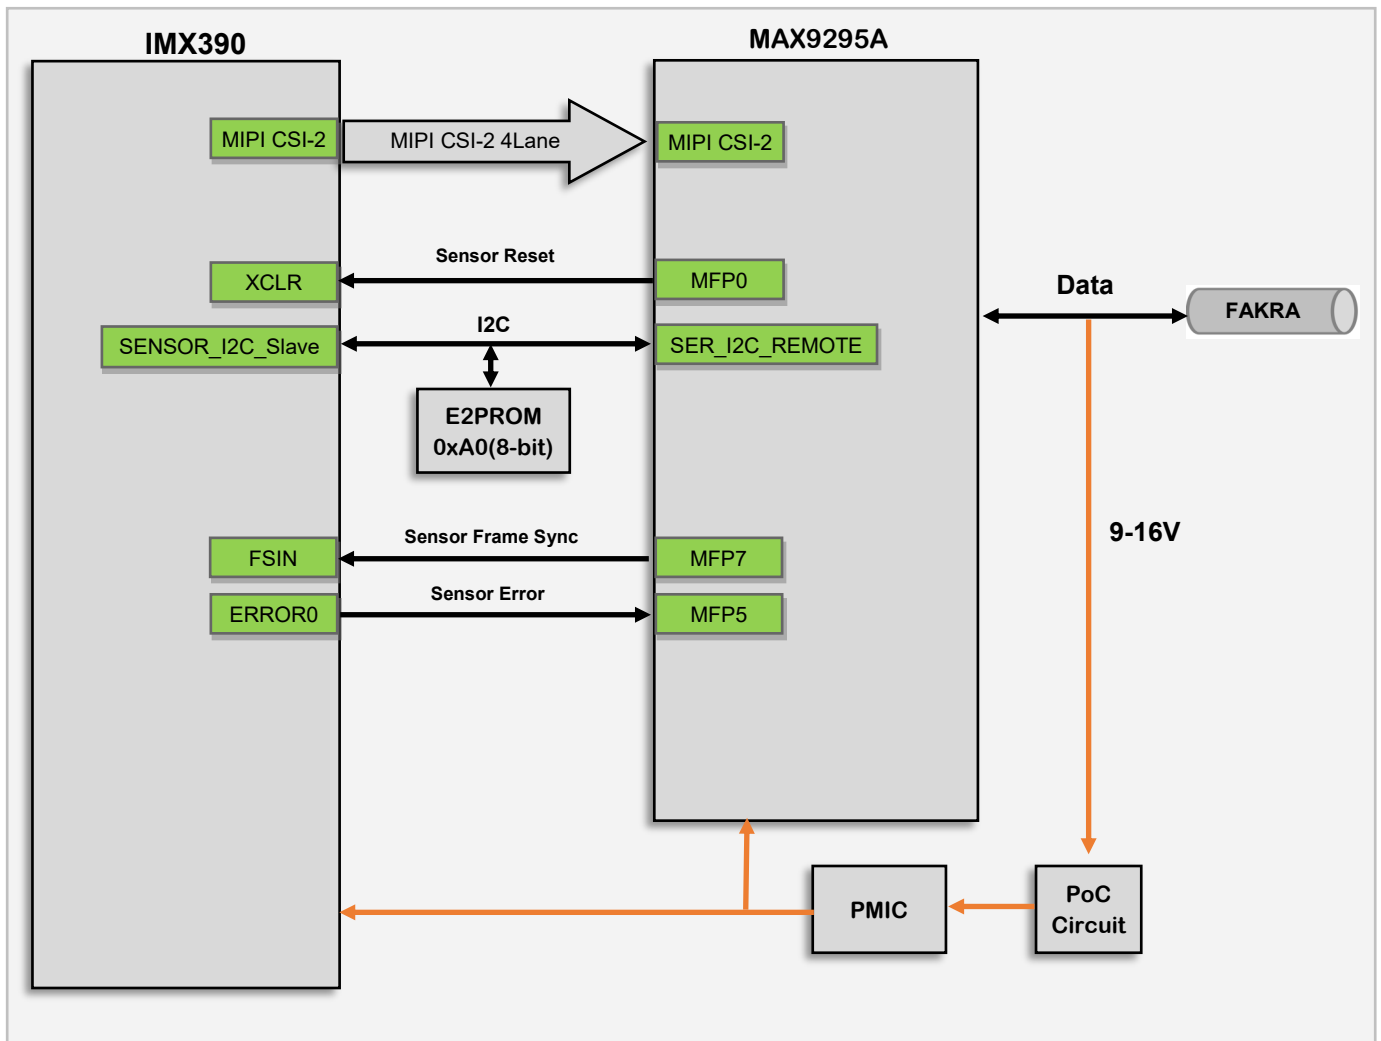 IMX390
MAX9295A
MIPI CSI-2
MIPI CSI-2 4Lane
MIPI CSI-2
Sensor Reset
XCLR
MFP0
Data
FAKRA
I2C
SENSOR_I2C_Slave
SER_I2C_REMOTE
E2PROM
0xA0(8-bit)
9-16V
Sensor Frame Sync
FSIN
MFP7
Sensor Error
ERROR0
MFP5
PMIC
PoC
Circuit